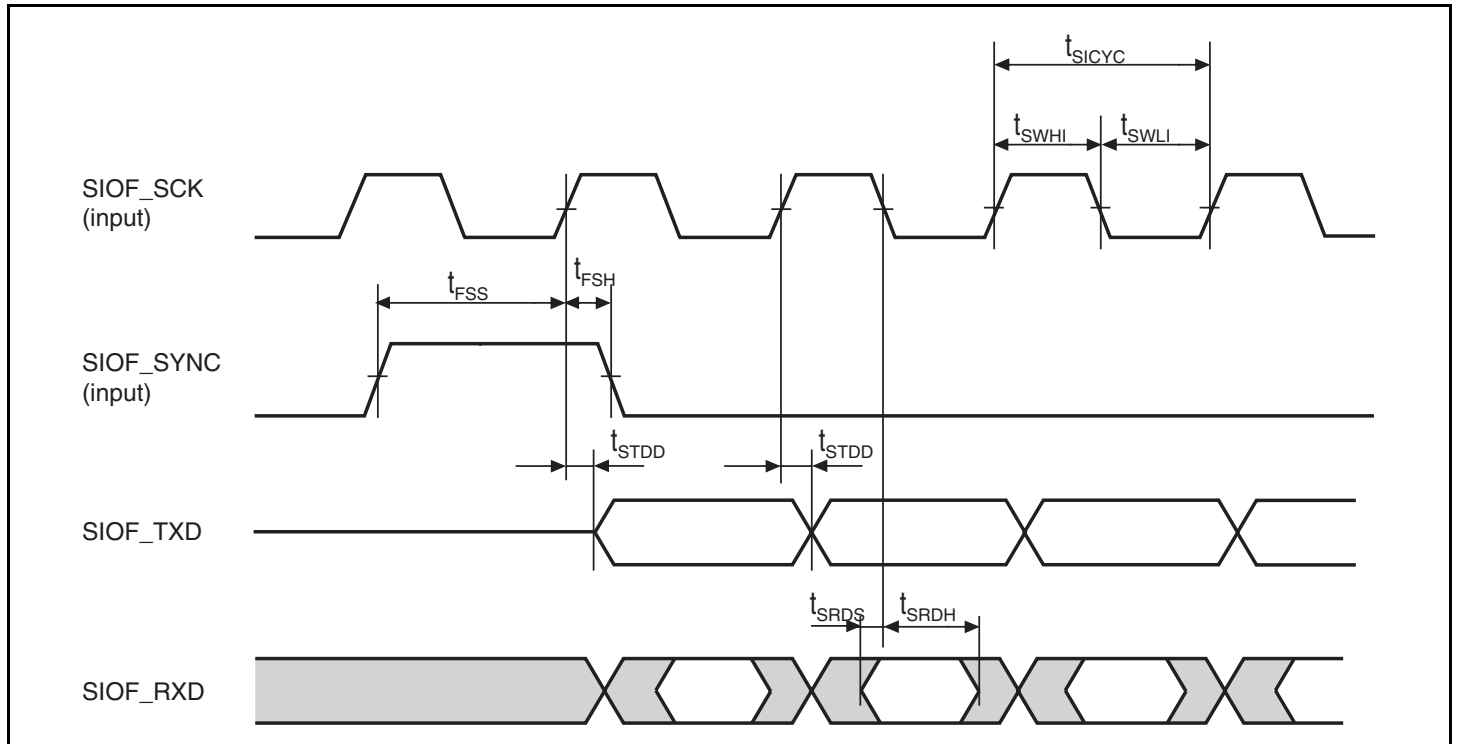 tSICYC
tSWHI tSWLI
SIOF_SCK
(input)
tFSS tFSH
SIOF_SYNC
(input)
tSTDD tSTDD
SIOF_TXD
tSRDS tSRDH
SIOF_RXD